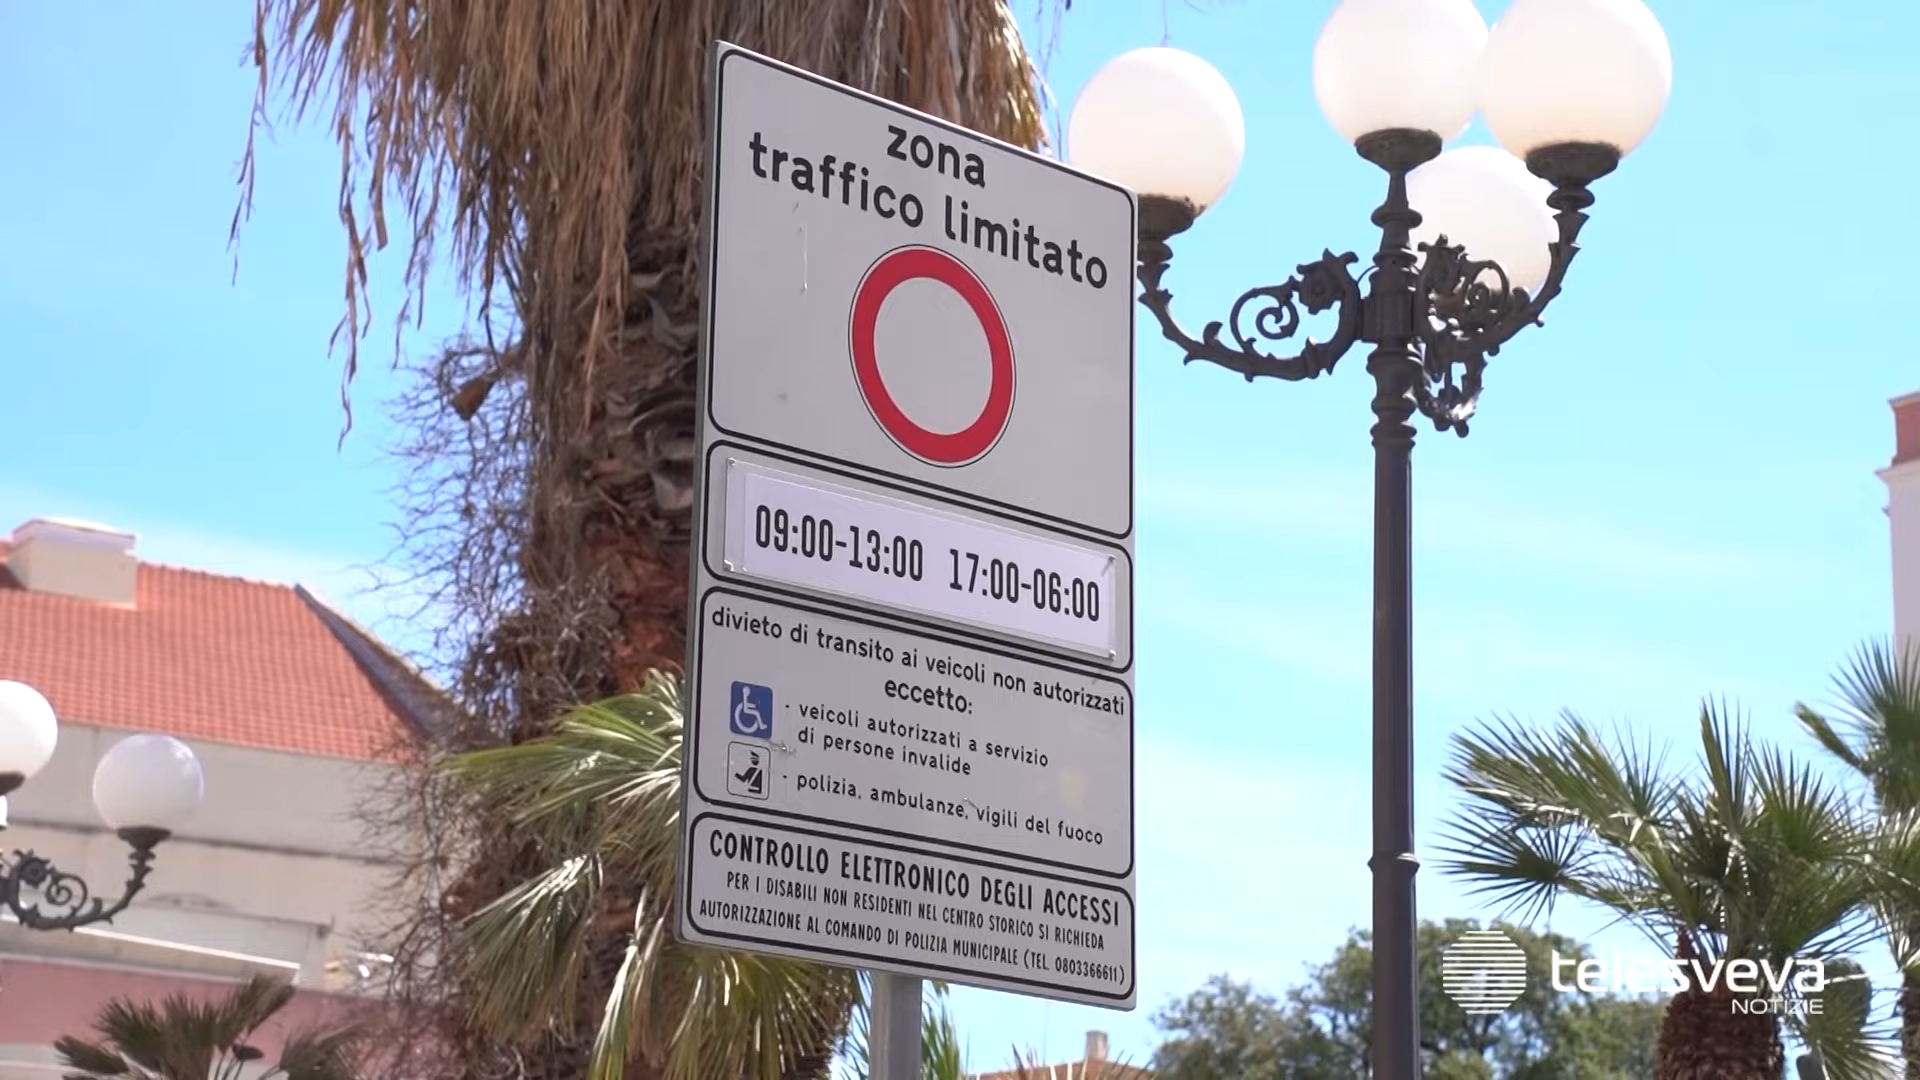 zona
traffico limitato
09:00-13:00 17:00-06:00
divieto di transito ai veicoli non autorizzati
eccetto:
- veicoli autorizzati a servizio
di persone invalide
- polizia, ambulanze, vigili del fuoco
CONTROLLO ELETTRONICO DEGLI ACCESSI
PER I DISABILI NON RESIDENTI NEL CENTRO STORICO SI RICHIEDA
AUTORIZZAZIONE AL COMANDO DI POLIZIA MUNICIPALE (TEL. 0803366611)
telesveva
NOTIZIE